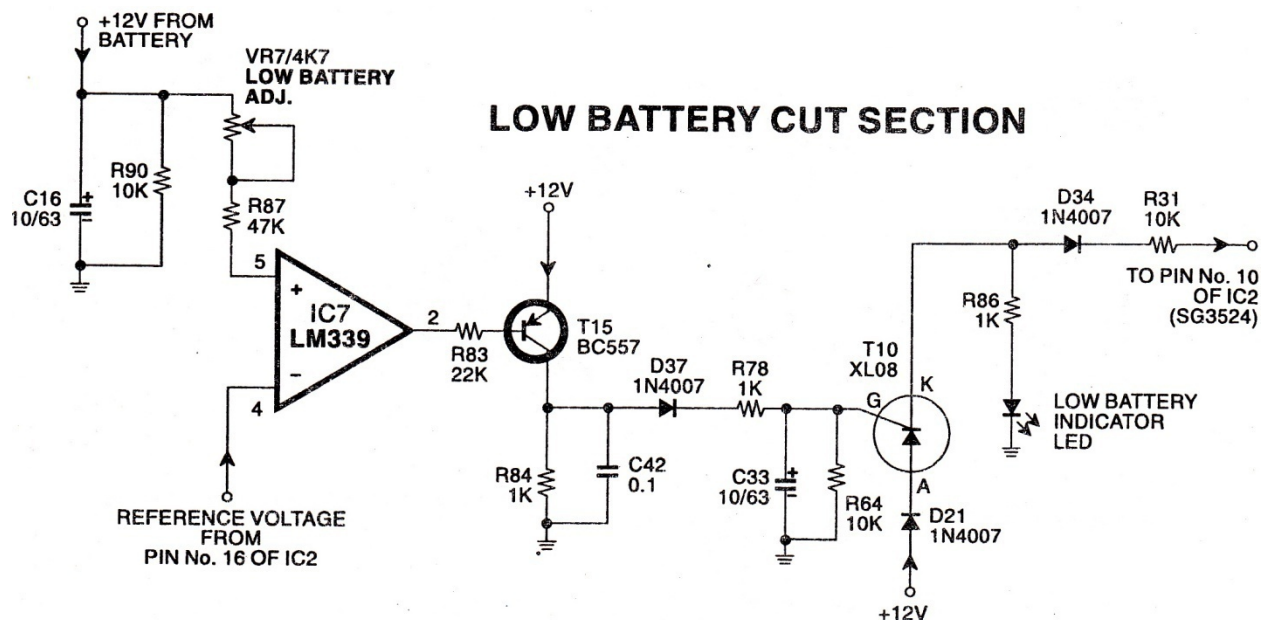 +12V FROM
BATTERY
VR7/4K7
LOW BATTERY
ADJ.
LOW BATTERY CUT SECTION
R90
10K
C16
10/63
+
-
R87
47K
+12V
D34
1N4007
R31
10K
5
+
IC7
LM339
-
4
2
R83
22K
T15
BC557
D37
1N4007
R78
1K
T10
XL08
K
G
A
R86
1K
TO PIN No. 10
OF IC2
(SG3524)
LOW BATTERY
INDICATOR
LED
R84
1K
C42
0.1
C33
10/63
+
-
R64
10K
D21
1N4007
+12V
REFERENCE VOLTAGE
FROM
PIN No. 16 OF IC2